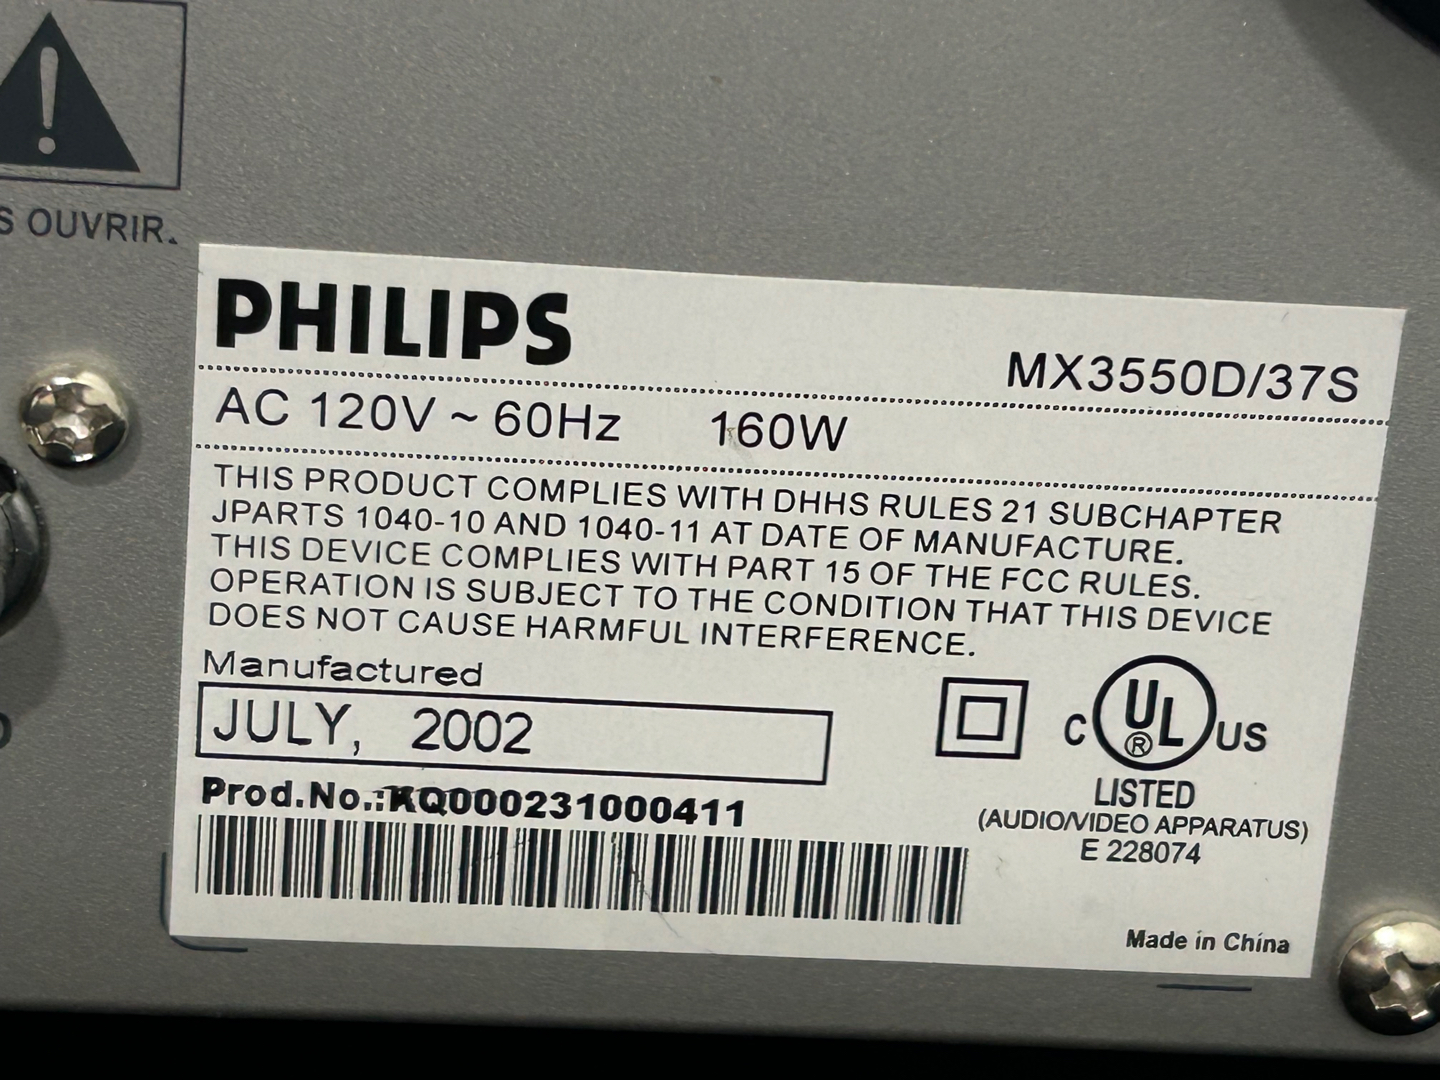 S OUVRIR.
PHILIPS
MX3550D/37S
AC 120V ~ 60Hz 160W
THIS PRODUCT COMPLIES WITH DHHS RULES 21 SUBCHAPTER
JPARTS 1040-10 AND 1040-11 AT DATE OF MANUFACTURE.
THIS DEVICE COMPLIES WITH PART 15 OF THE FCC RULES.
OPERATION IS SUBJECT TO THE CONDITION THAT THIS DEVICE
DOES NOT CAUSE HARMFUL INTERFERENCE.
Manufactured
JULY, 2002
Prod.No.:KQ000231000411
C UL® US
LISTED
(AUDIO/VIDEO APPARATUS)
E 228074
Made in China